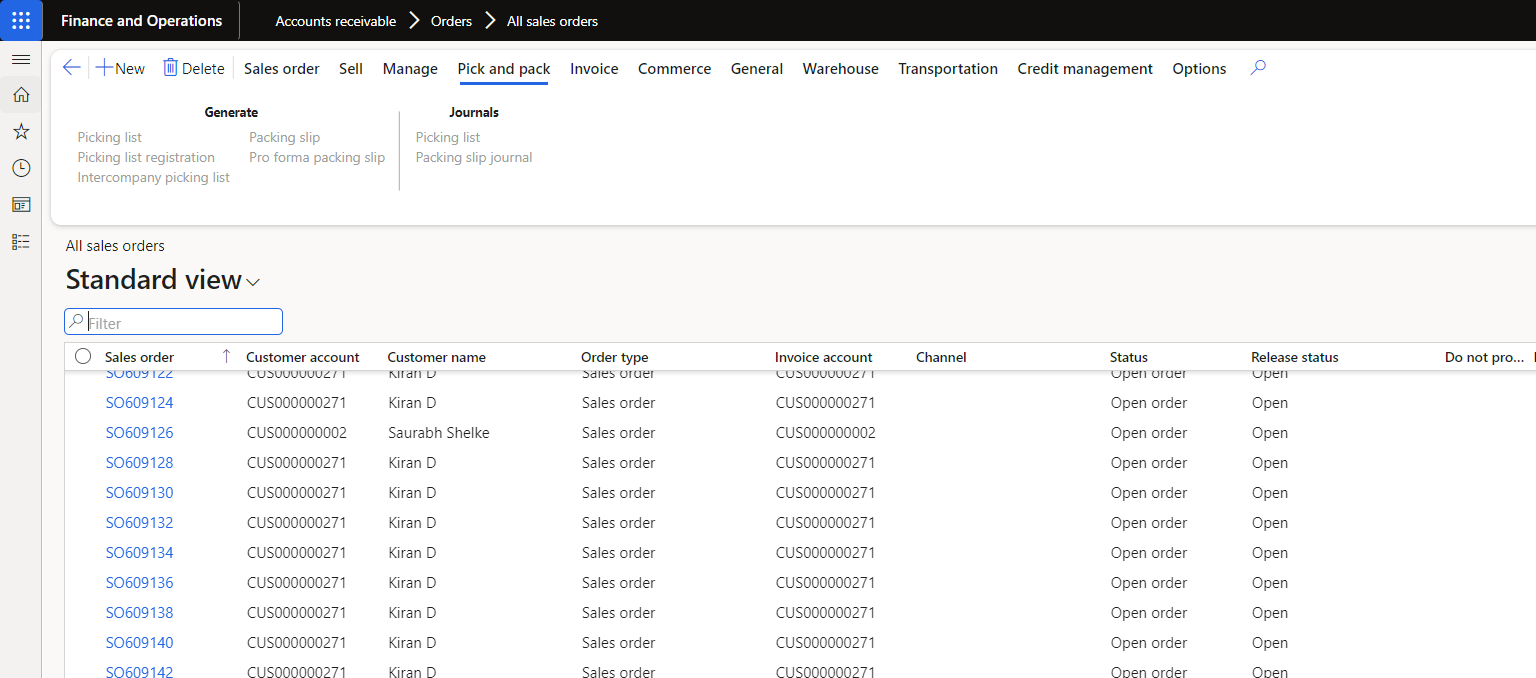 Finance and Operations Accounts receivable Orders All sales orders
New Delete Sales order Sell Manage Pick and pack Invoice Commerce General Warehouse Transportation Credit management Options
Generate Journals
Picking list Packing slip Picking list
Picking list registration Pro forma packing slip Packing slip journal
Intercompany picking list
All sales orders
Standard view
Filter
Sales order Customer account Customer name Order type Invoice account Channel Status Release status Do not pro...
SO609122 CUS000000271 Kiran D Sales order CUS000000271 Open order Open
SO609124 CUS000000271 Kiran D Sales order CUS000000271 Open order Open
SO609126 CUS000000002 Saurabh Shelke Sales order CUS000000002 Open order Open
SO609128 CUS000000271 Kiran D Sales order CUS000000271 Open order Open
SO609130 CUS000000271 Kiran D Sales order CUS000000271 Open order Open
SO609132 CUS000000271 Kiran D Sales order CUS000000271 Open order Open
SO609134 CUS000000271 Kiran D Sales order CUS000000271 Open order Open
SO609136 CUS000000271 Kiran D Sales order CUS000000271 Open order Open
SO609138 CUS000000271 Kiran D Sales order CUS000000271 Open order Open
SO609140 CUS000000271 Kiran D Sales order CUS000000271 Open order Open
SO609142 CUS000000271 Kiran D Sales order CUS000000271 Open order Open